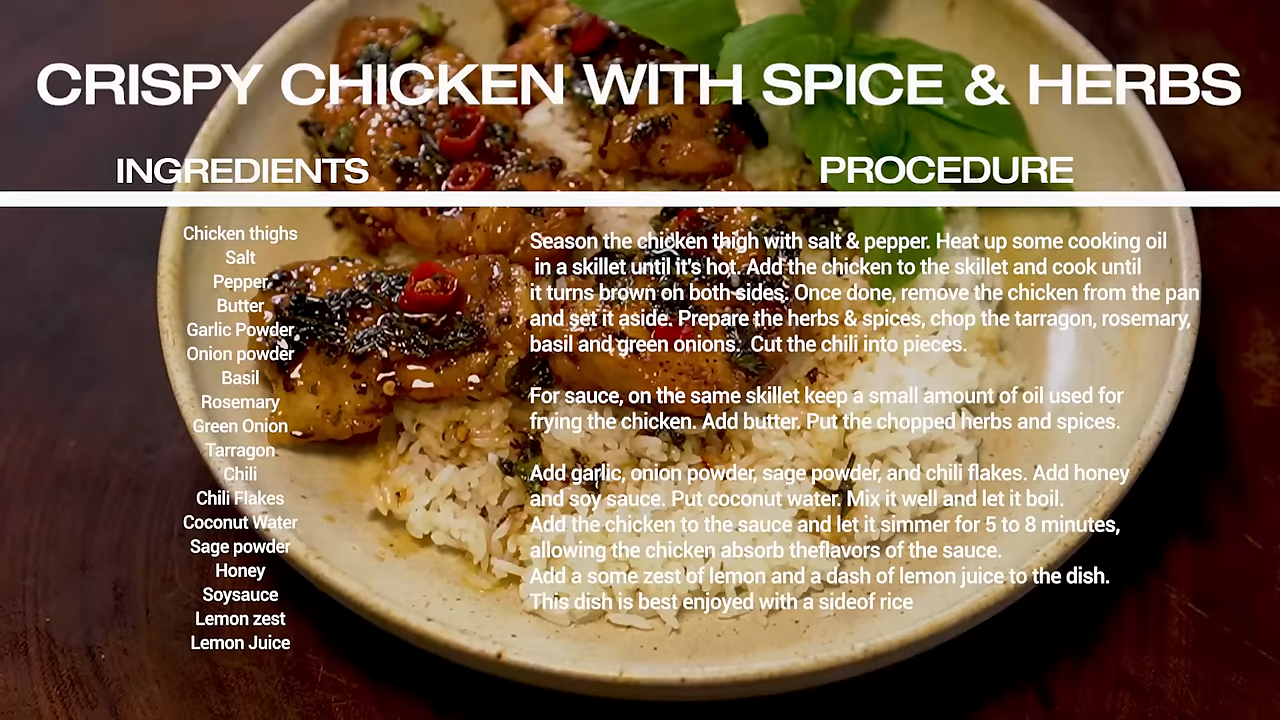 CRISPY CHICKEN WITH SPICE & HERBS
INGREDIENTS
Chicken thighs
Salt
Pepper
Butter
Garlic Powder
Onion powder
Basil
Rosemary
Green Onion
Tarragon
Chili
Chili Flakes
Coconut Water
Sage powder
Honey
Soysauce
Lemon zest
Lemon Juice
PROCEDURE
Season the chicken thigh with salt & pepper. Heat up some cooking oil
in a skillet until it's hot. Add the chicken to the skillet and cook until
it turns brown on both sides. Once done, remove the chicken from the pan
and set it aside. Prepare the herbs & spices, chop the tarragon, rosemary,
basil and green onions. Cut the chili into pieces.
For sauce, on the same skillet keep a small amount of oil used for
frying the chicken. Add butter. Put the chopped herbs and spices.
Add garlic, onion powder, sage powder, and chili flakes. Add honey
and soy sauce. Put coconut water. Mix it well and let it boil.
Add the chicken to the sauce and let it simmer for 5 to 8 minutes,
allowing the chicken absorb theflavors of the sauce.
Add a some zest of lemon and a dash of lemon juice to the dish.
This dish is best enjoyed with a sideof rice